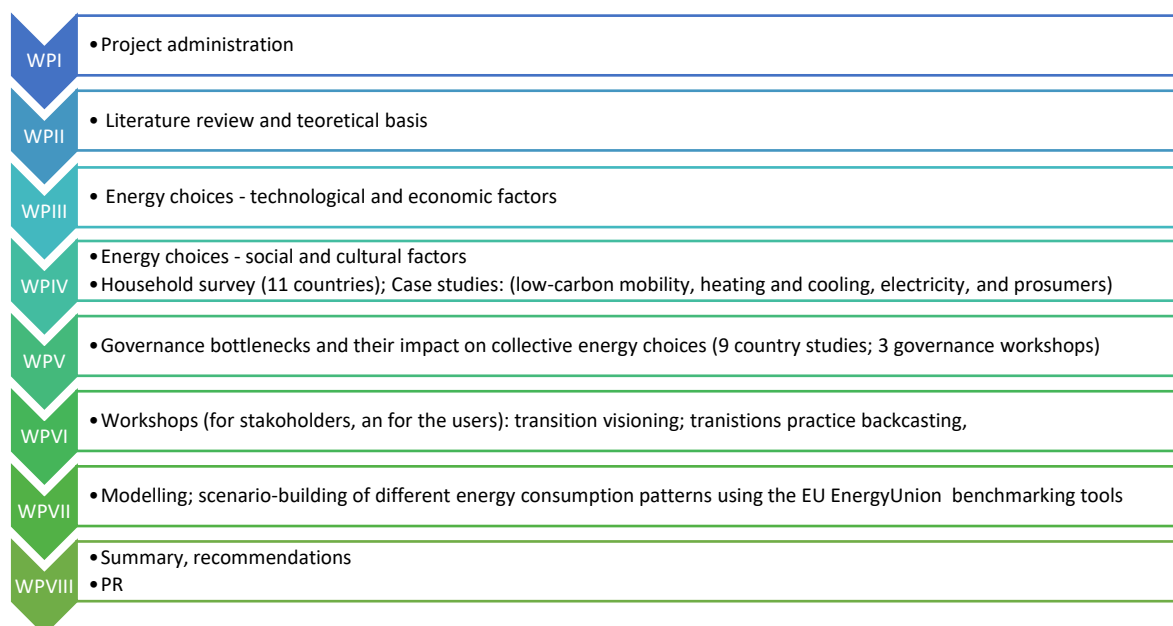 WPI
•Project administration
WPII
• Literature review and teoretical basis
WPIII
• Energy choices - technological and economic factors
WPIV
•Energy choices - social and cultural factors
•Household survey (11 countries); Case studies: (low-carbon mobility, heating and cooling, electricity, and prosumers)
WPV
•Governance bottlenecks and their impact on collective energy choices (9 country studies; 3 governance workshops)
WPVI
•Workshops (for stakoholders, an for the users): transition visioning; tranistions practice backcasting,
WPVII
•Modelling; scenario-building of different energy consumption patterns using the EU EnergyUnion benchmarking tools
WPVIII
•Summary, recommendations
•PR